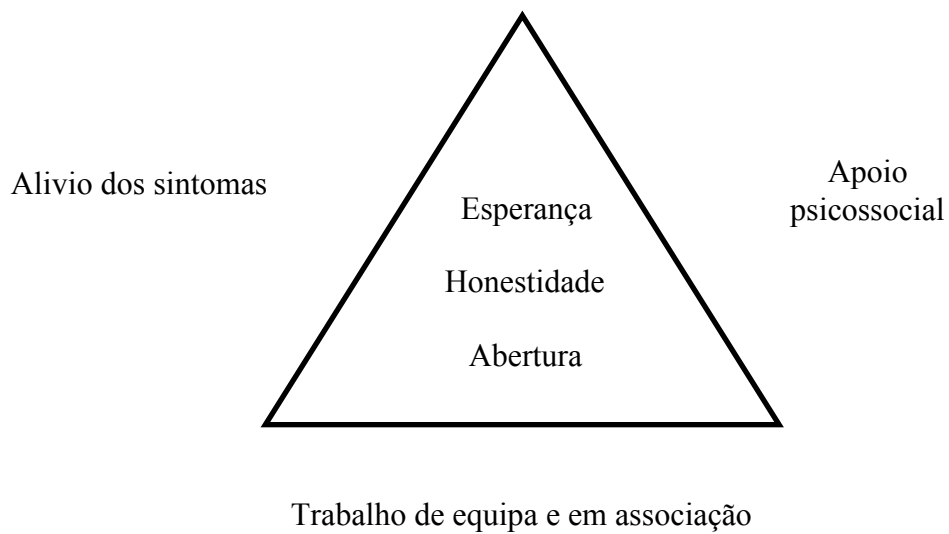 Alivio dos sintomas
Apoio
psicossocial
Esperança
Honestidade
Abertura
Trabalho de equipa e em associação